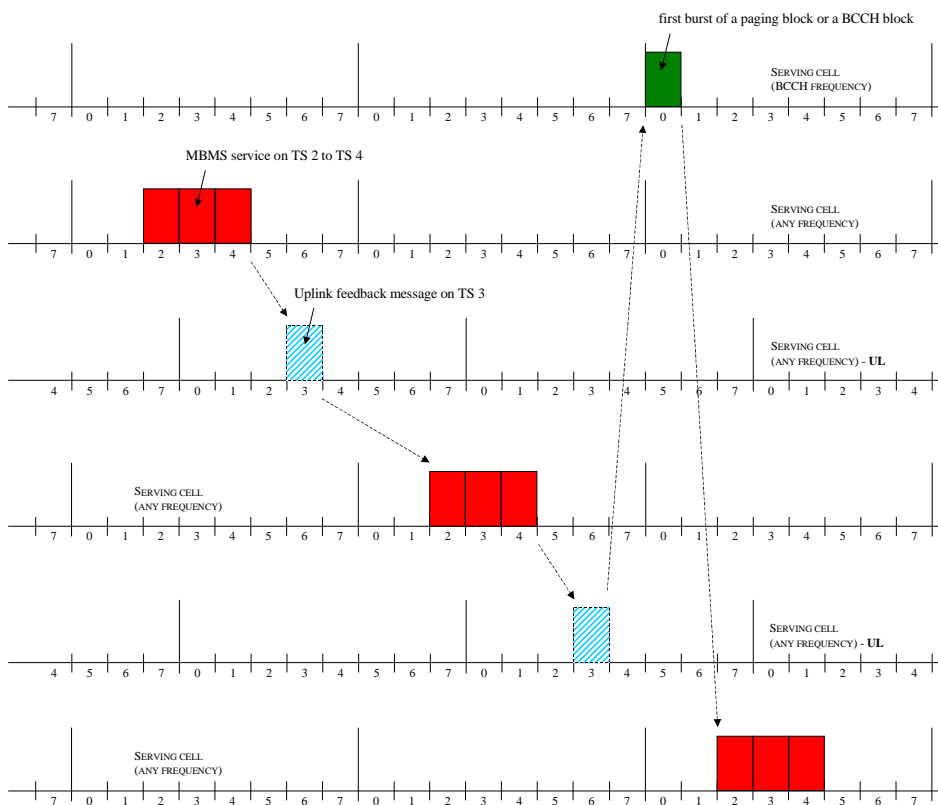 first burst of a paging block or a BCCH block
SERVING CELL
(BCCH FREQUENCY)
7 0 1 2 3 4 5 6 7 0 1 2 3 4 5 6 7 0 1 2 3 4 5 6 7
MBMS service on TS 2 to TS 4
SERVING CELL
(ANY FREQUENCY)
7 0 1 2 3 4 5 6 7 0 1 2 3 4 5 6 7 0 1 2 3 4 5 6 7
Uplink feedback message on TS 3
SERVING CELL
(ANY FREQUENCY) - UL
4 5 6 7 0 1 2 3 4 5 6 7 0 1 2 3 4 5 6 7 0 1 2 3 4
SERVING CELL
(ANY FREQUENCY)
7 0 1 2 3 4 5 6 7 0 1 2 3 4 5 6 7 0 1 2 3 4 5 6 7
SERVING CELL
(ANY FREQUENCY) - UL
4 5 6 7 0 1 2 3 4 5 6 7 0 1 2 3 4 5 6 7 0 1 2 3 4
SERVING CELL
(ANY FREQUENCY)
7 0 1 2 3 4 5 6 7 0 1 2 3 4 5 6 7 0 1 2 3 4 5 6 7